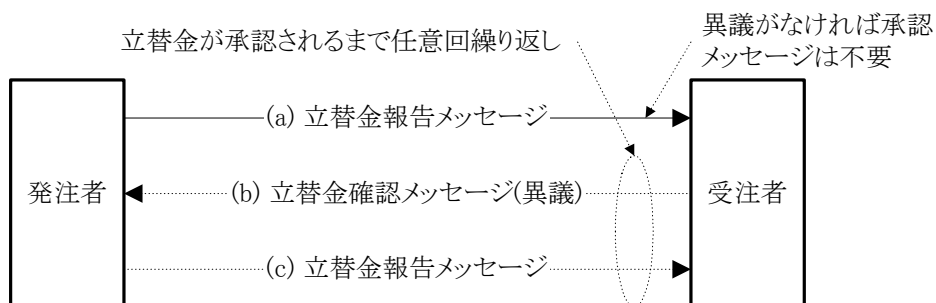 立替金が承認されるまで任意回繰り返し
異議がなければ承認
メッセージは不要
(a) 立替金報告メッセージ
発注者
(b) 立替金確認メッセージ(異議)
受注者
(c) 立替金報告メッセージ